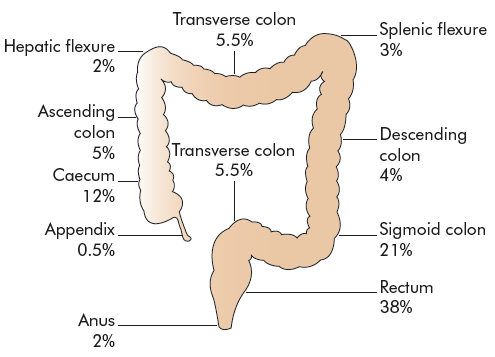 Transverse colon
5.5%
Splenic flexure
3%
Hepatic flexure
2%
Ascending
colon
5%
Transverse colon
5.5%
Descending
colon
4%
Caecum
12%
Appendix
0.5%
Sigmoid colon
21%
Rectum
38%
Anus
2%